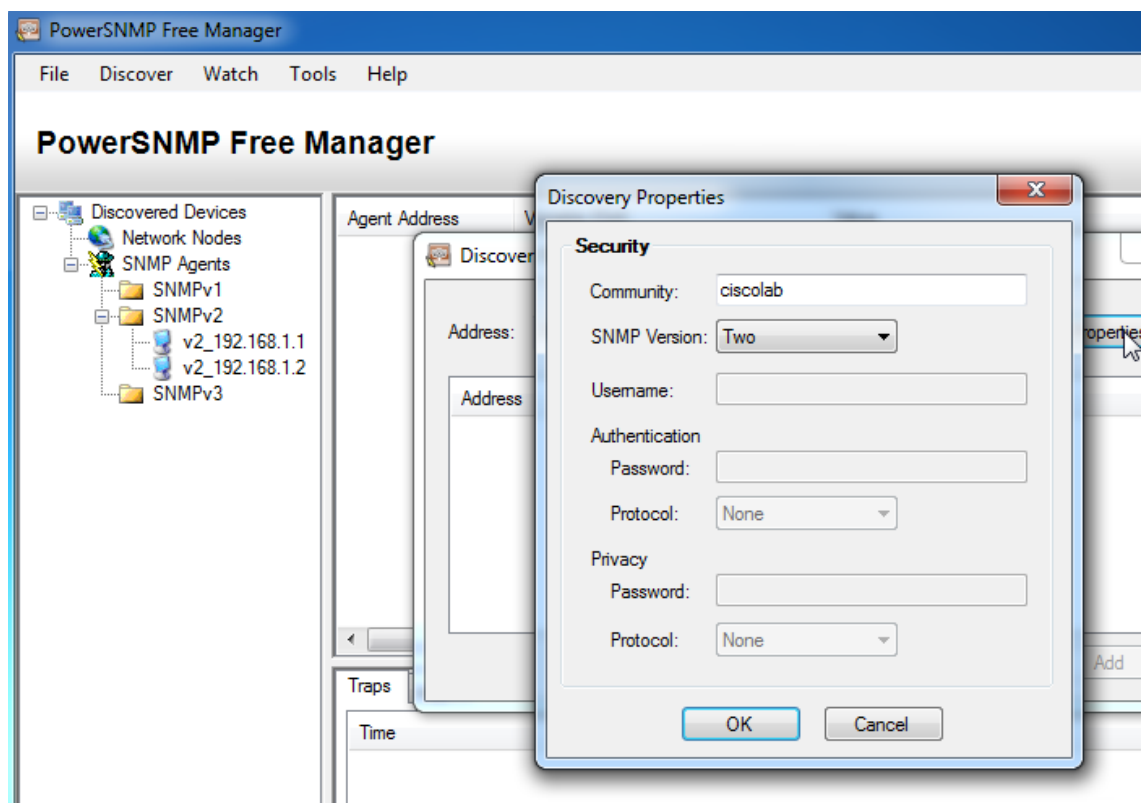 PowerSNMP Free Manager
File Discover Watch Tools Help
PowerSNMP Free Manager
Discovered Devices
Network Nodes
SNMP Agents
SNMPv1
SNMPv2
v2_192.168.1.1
v2_192.168.1.2
SNMPv3
Agent Address
Discover
Address:
Address
Add
Traps
Time
Discovery Properties
Security
Community: ciscolab
SNMP Version: Two
Username:
Authentication
Password:
Protocol: None
Privacy
Password:
Protocol: None
OK Cancel